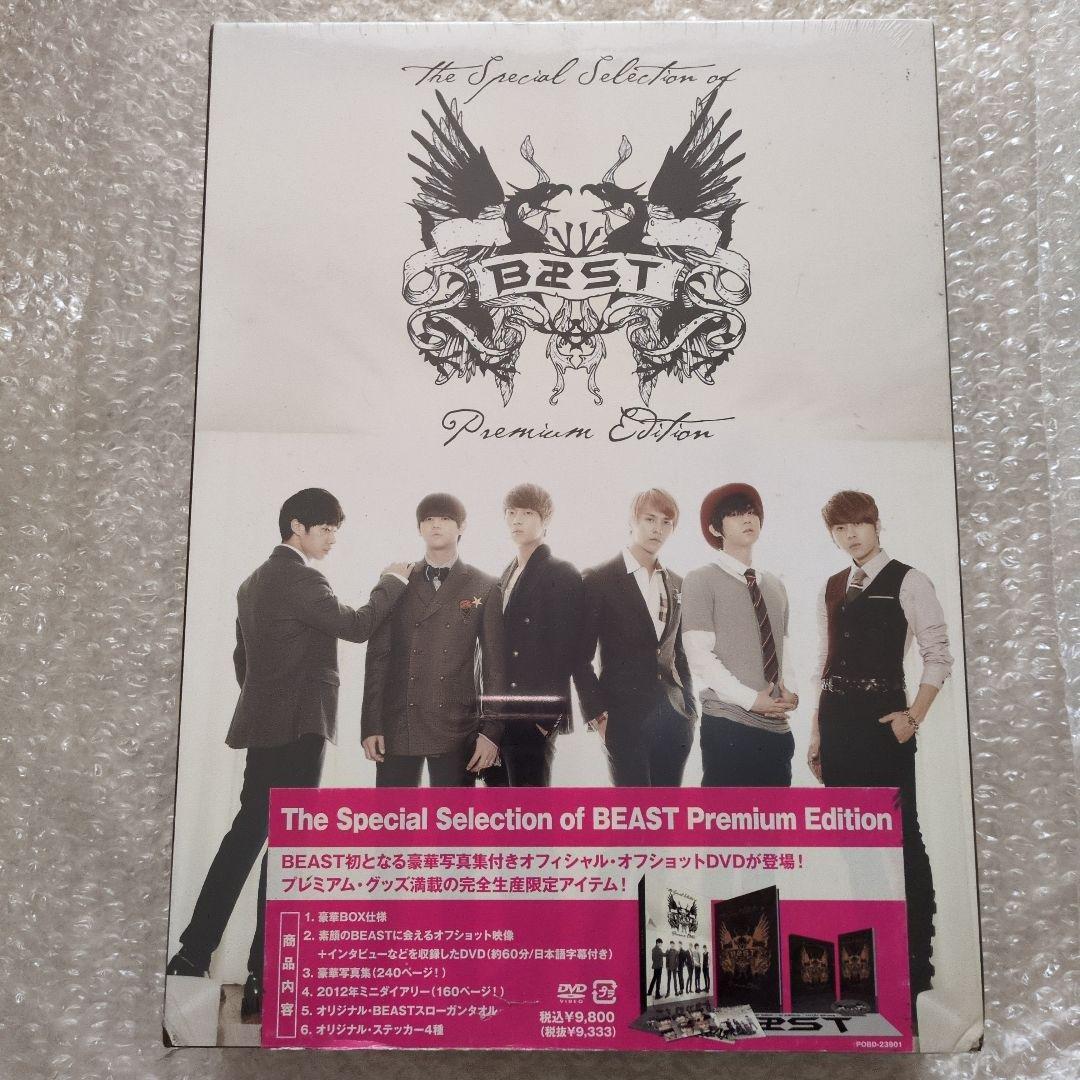 The Special Selection of
B2ST
Premium Edition
The Special Selection of BEAST Premium Edition
BEAST初となる豪華写真集付きオフィシャル・オフショットDVDが登場!
プレミアム・グッズ満載の完全生産限定アイテム!
商品内容
1. 豪華BOX仕様
2. 素顔のBEASTに会えるオフショット映像
+インタビューなどを収録したDVD(約60分/日本語字幕付き)
3. 豪華写真集(240ページ!)
4. 2012年ミニダイアリー(160ページ!)
5. オリジナル・BEASTスローガンタオル
6. オリジナル・ステッカー4種
DVD
VIDEO
税込¥9,800
(税抜¥9,333)
Premium Edition
B2ST
B2ST
POBD-23901